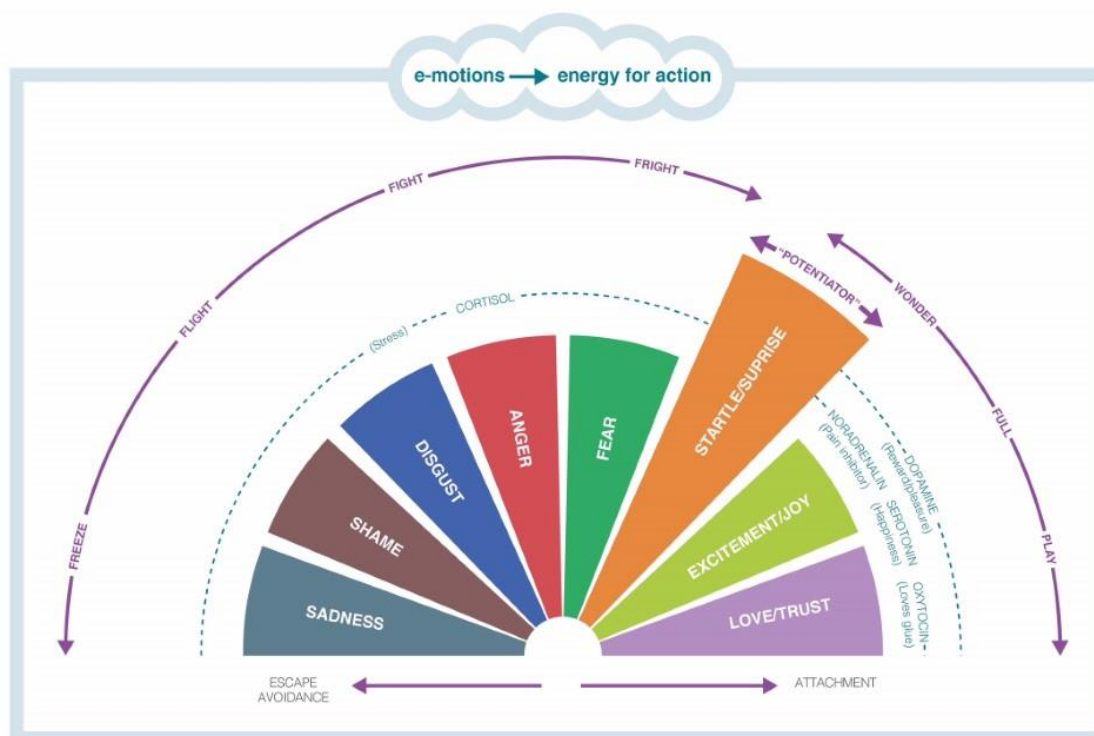 e-motions → energy for action
FREEZE
FLIGHT
FIGHT
FRIGHT
"POTENTIATOR"
WONDER
FULL
PLAY
(Stress)
CORTISOL
NORADRENALIN
(Pain inhibitor)
DOPAMINE
(Reward/pleasure)
SEROTONIN
(Happiness)
OXYTOCIN
(Loves glue)
SADNESS
SHAME
DISGUST
ANGER
FEAR
STARTLE/SUPRISE
EXCITEMENT/JOY
LOVE/TRUST
ESCAPE
AVOIDANCE
ATTACHMENT